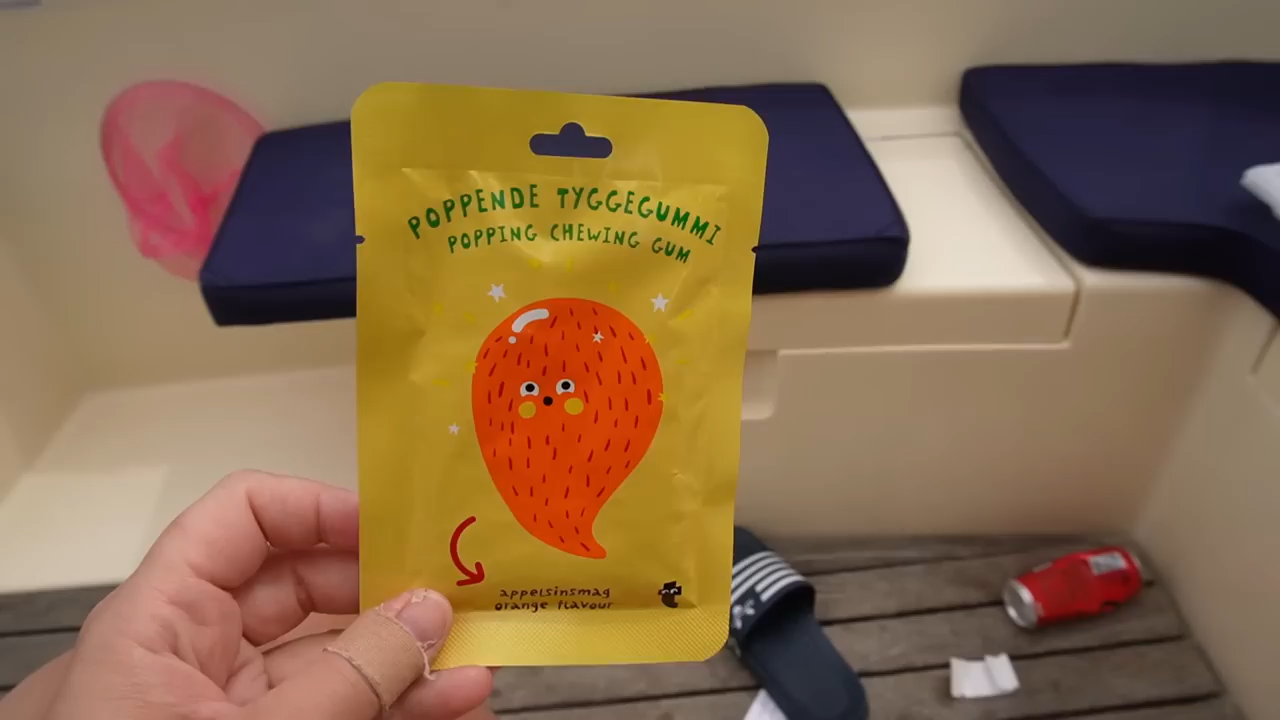 POPPENDE TYGGEGUMMI
POPPING CHEWING GUM
appelsinsmag
orange flavour